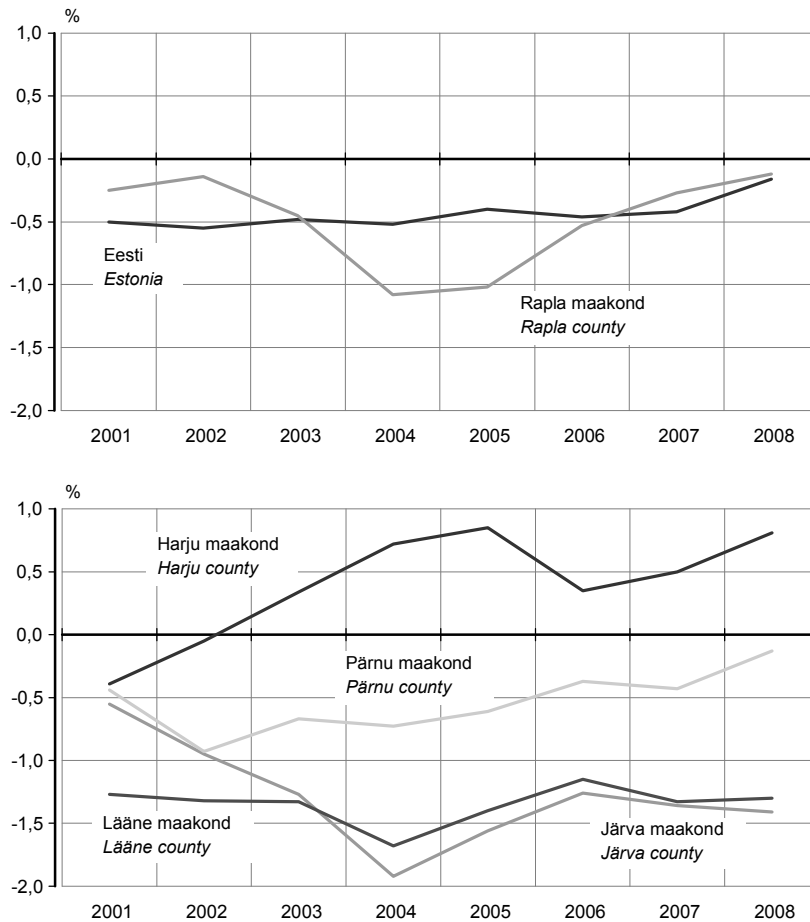 %
1,0
0,5
0,0
-0,5
Eesti
Estonia
-1,0
Rapla maakond
Rapla county
-1,5
-2,0
2001 2002 2003 2004 2005 2006 2007 2008
%
1,0
Harju maakond
Harju county
0,5
0,0
Pärnu maakond
Pärnu county
-0,5
-1,0
-1,5
Lääne maakond
Lääne county
Järva maakond
Järva county
-2,0
2001 2002 2003 2004 2005 2006 2007 2008